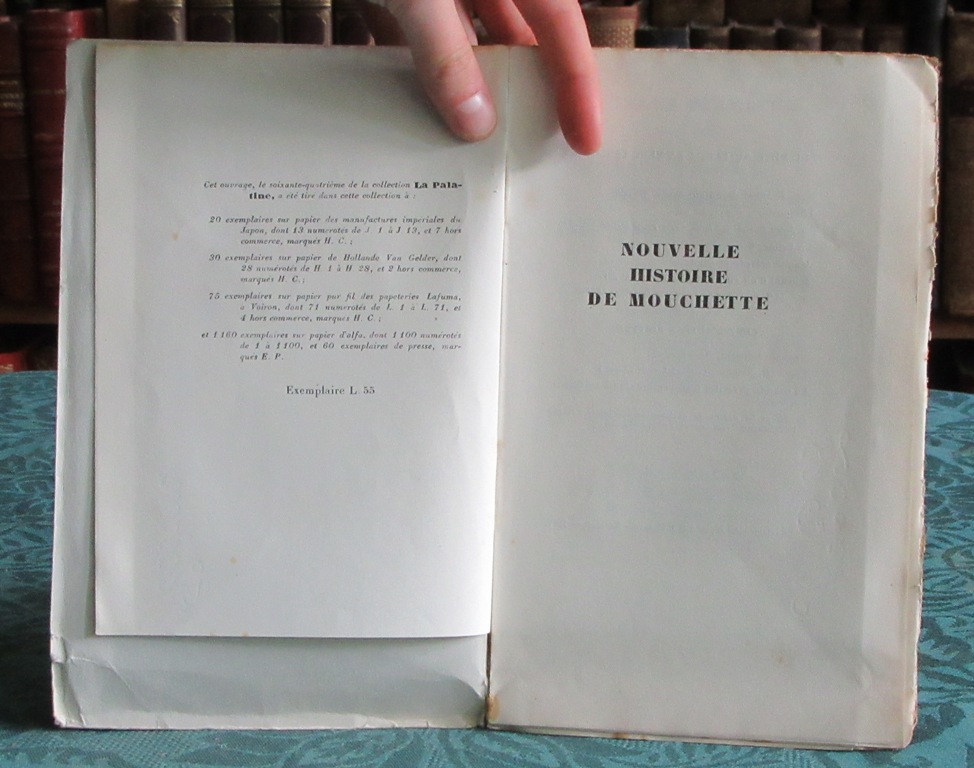 Cet ouvrage, le soixante-quatrième de la collection La Pala-
tine, a été tiré dans cette collection à :
20 exemplaires sur papier des manufactures impériales du
Japon, dont 13 numérotés de J. 1 à J 13, et 7 hors
commerce, marqués H. C. ;
30 exemplaires sur papier de Hollande Van Gelder, dont
28 numérotés de H. 1 à H. 28, et 2 hors commerce,
marqués H. C. ;
75 exemplaires sur papier pur fil des papeteries Lafuma,
à Voiron, dont 71 numérotés de L. 1 à L. 71, et
4 hors commerce, marqués H. C. ;
et 1 160 exemplaires sur papier d'alfa, dont 1 100 numérotés
de 1 à 1 100, et 60 exemplaires de presse, mar-
qués E. P.
Exemplaire L. 55
NOUVELLE
HISTOIRE
DE MOUCHETTE